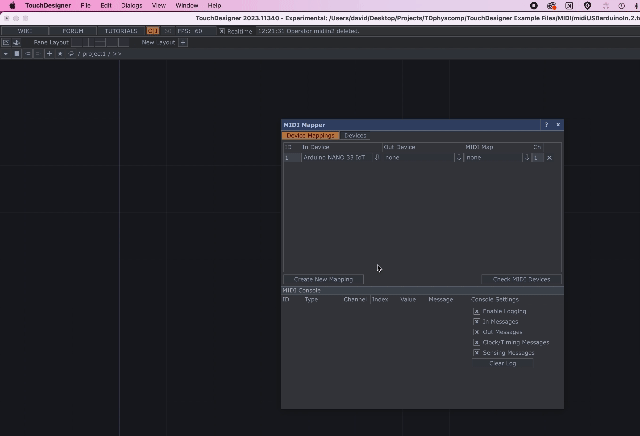 TouchDesigner File Edit Dialogs View Window Help
TouchDesigner 2023.11340 - Experimental: /Users/david/Desktop/Projects/TDphyscomp/TouchDesigner Example Files/MIDI/midiUSBarduinoIn.2.t
WIKI FORUM TUTORIALS FPS: 60 Realtime 12:21:31 Operator midiin2 deleted.
Pane Layout New Layout +
/ project1 / >>
MIDI Mapper ? x
Device Mappings Devices
ID In Device Out Device MIDI Map Ch
1 Arduino NANO 33 IoT none none 1 x
Create New Mapping Check MIDI Devices
MIDI Console
ID Type Channel Index Value Message Console Settings
Enable Logging
In Messages
Out Messages
Clock/Timing Messages
Sensing Messages
Clear Log